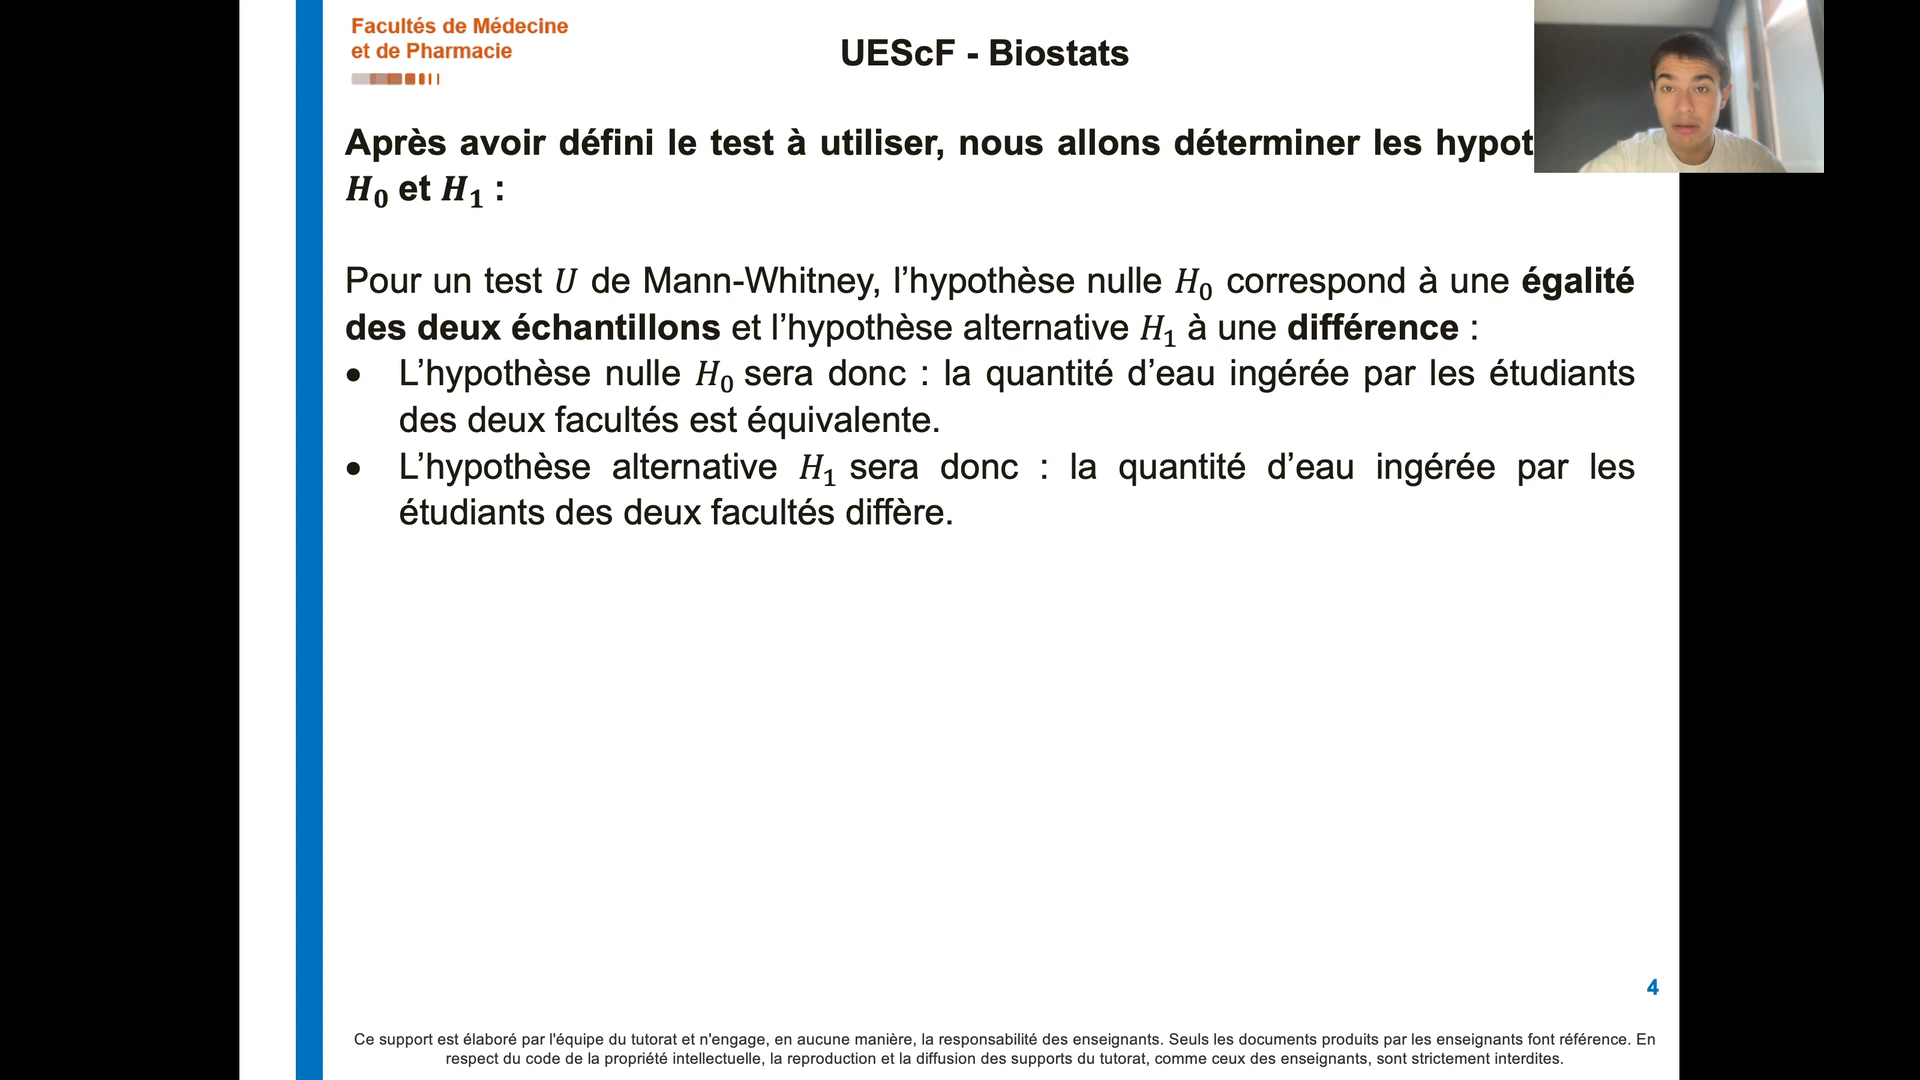 Facultés de Médecine
et de Pharmacie
UEScF - Biostats
Après avoir défini le test à utiliser, nous allons déterminer les hypot
H₀ et H₁ :
Pour un test U de Mann-Whitney, l’hypothèse nulle H₀ correspond à une égalité
des deux échantillons et l’hypothèse alternative H₁ à une différence :
• L’hypothèse nulle H₀ sera donc : la quantité d’eau ingérée par les étudiants
des deux facultés est équivalente.
• L’hypothèse alternative H₁ sera donc : la quantité d’eau ingérée par les
étudiants des deux facultés diffère.
4
Ce support est élaboré par l'équipe du tutorat et n'engage, en aucune manière, la responsabilité des enseignants. Seuls les documents produits par les enseignants font référence. En
respect du code de la propriété intellectuelle, la reproduction et la diffusion des supports du tutorat, comme ceux des enseignants, sont strictement interdites.